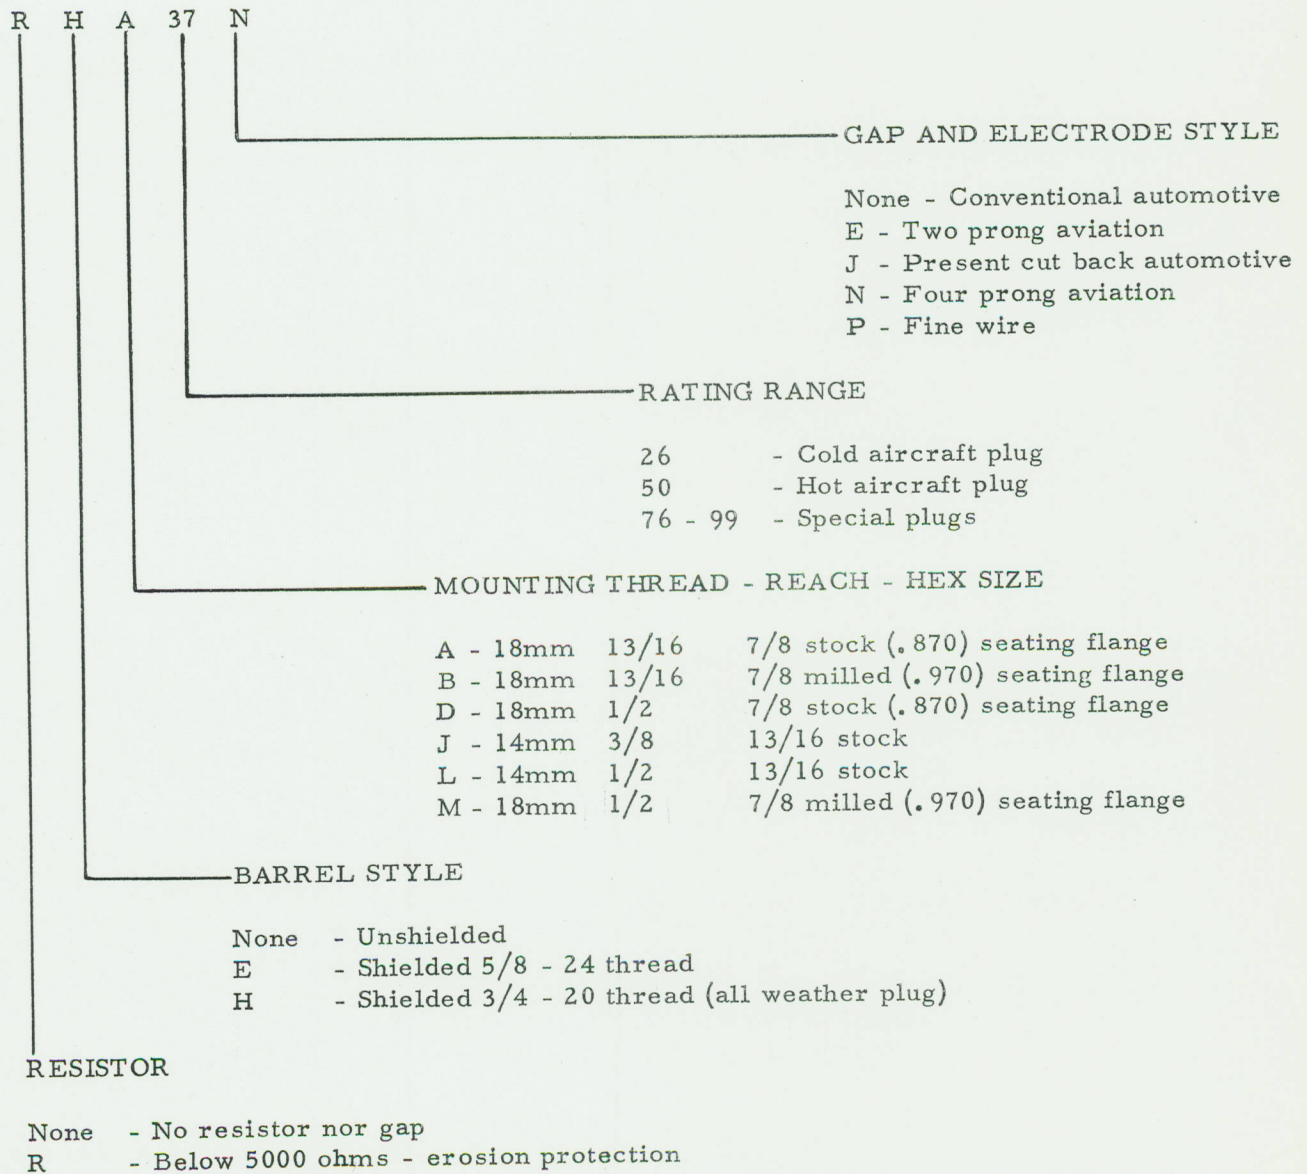 R H A 37 N
GAP AND ELECTRODE STYLE
None - Conventional automotive
E - Two prong aviation
J - Present cut back automotive
N - Four prong aviation
P - Fine wire
RATING RANGE
26 - Cold aircraft plug
50 - Hot aircraft plug
76 - 99 - Special plugs
MOUNTING THREAD - REACH - HEX SIZE
A - 18mm 13/16 7/8 stock (.870) seating flange
B - 18mm 13/16 7/8 milled (.970) seating flange
D - 18mm 1/2 7/8 stock (.870) seating flange
J - 14mm 3/8 13/16 stock
L - 14mm 1/2 13/16 stock
M - 18mm 1/2 7/8 milled (.970) seating flange
BARREL STYLE
None - Unshielded
E - Shielded 5/8 - 24 thread
H - Shielded 3/4 - 20 thread (all weather plug)
RESISTOR
None - No resistor nor gap
R - Below 5000 ohms - erosion protection